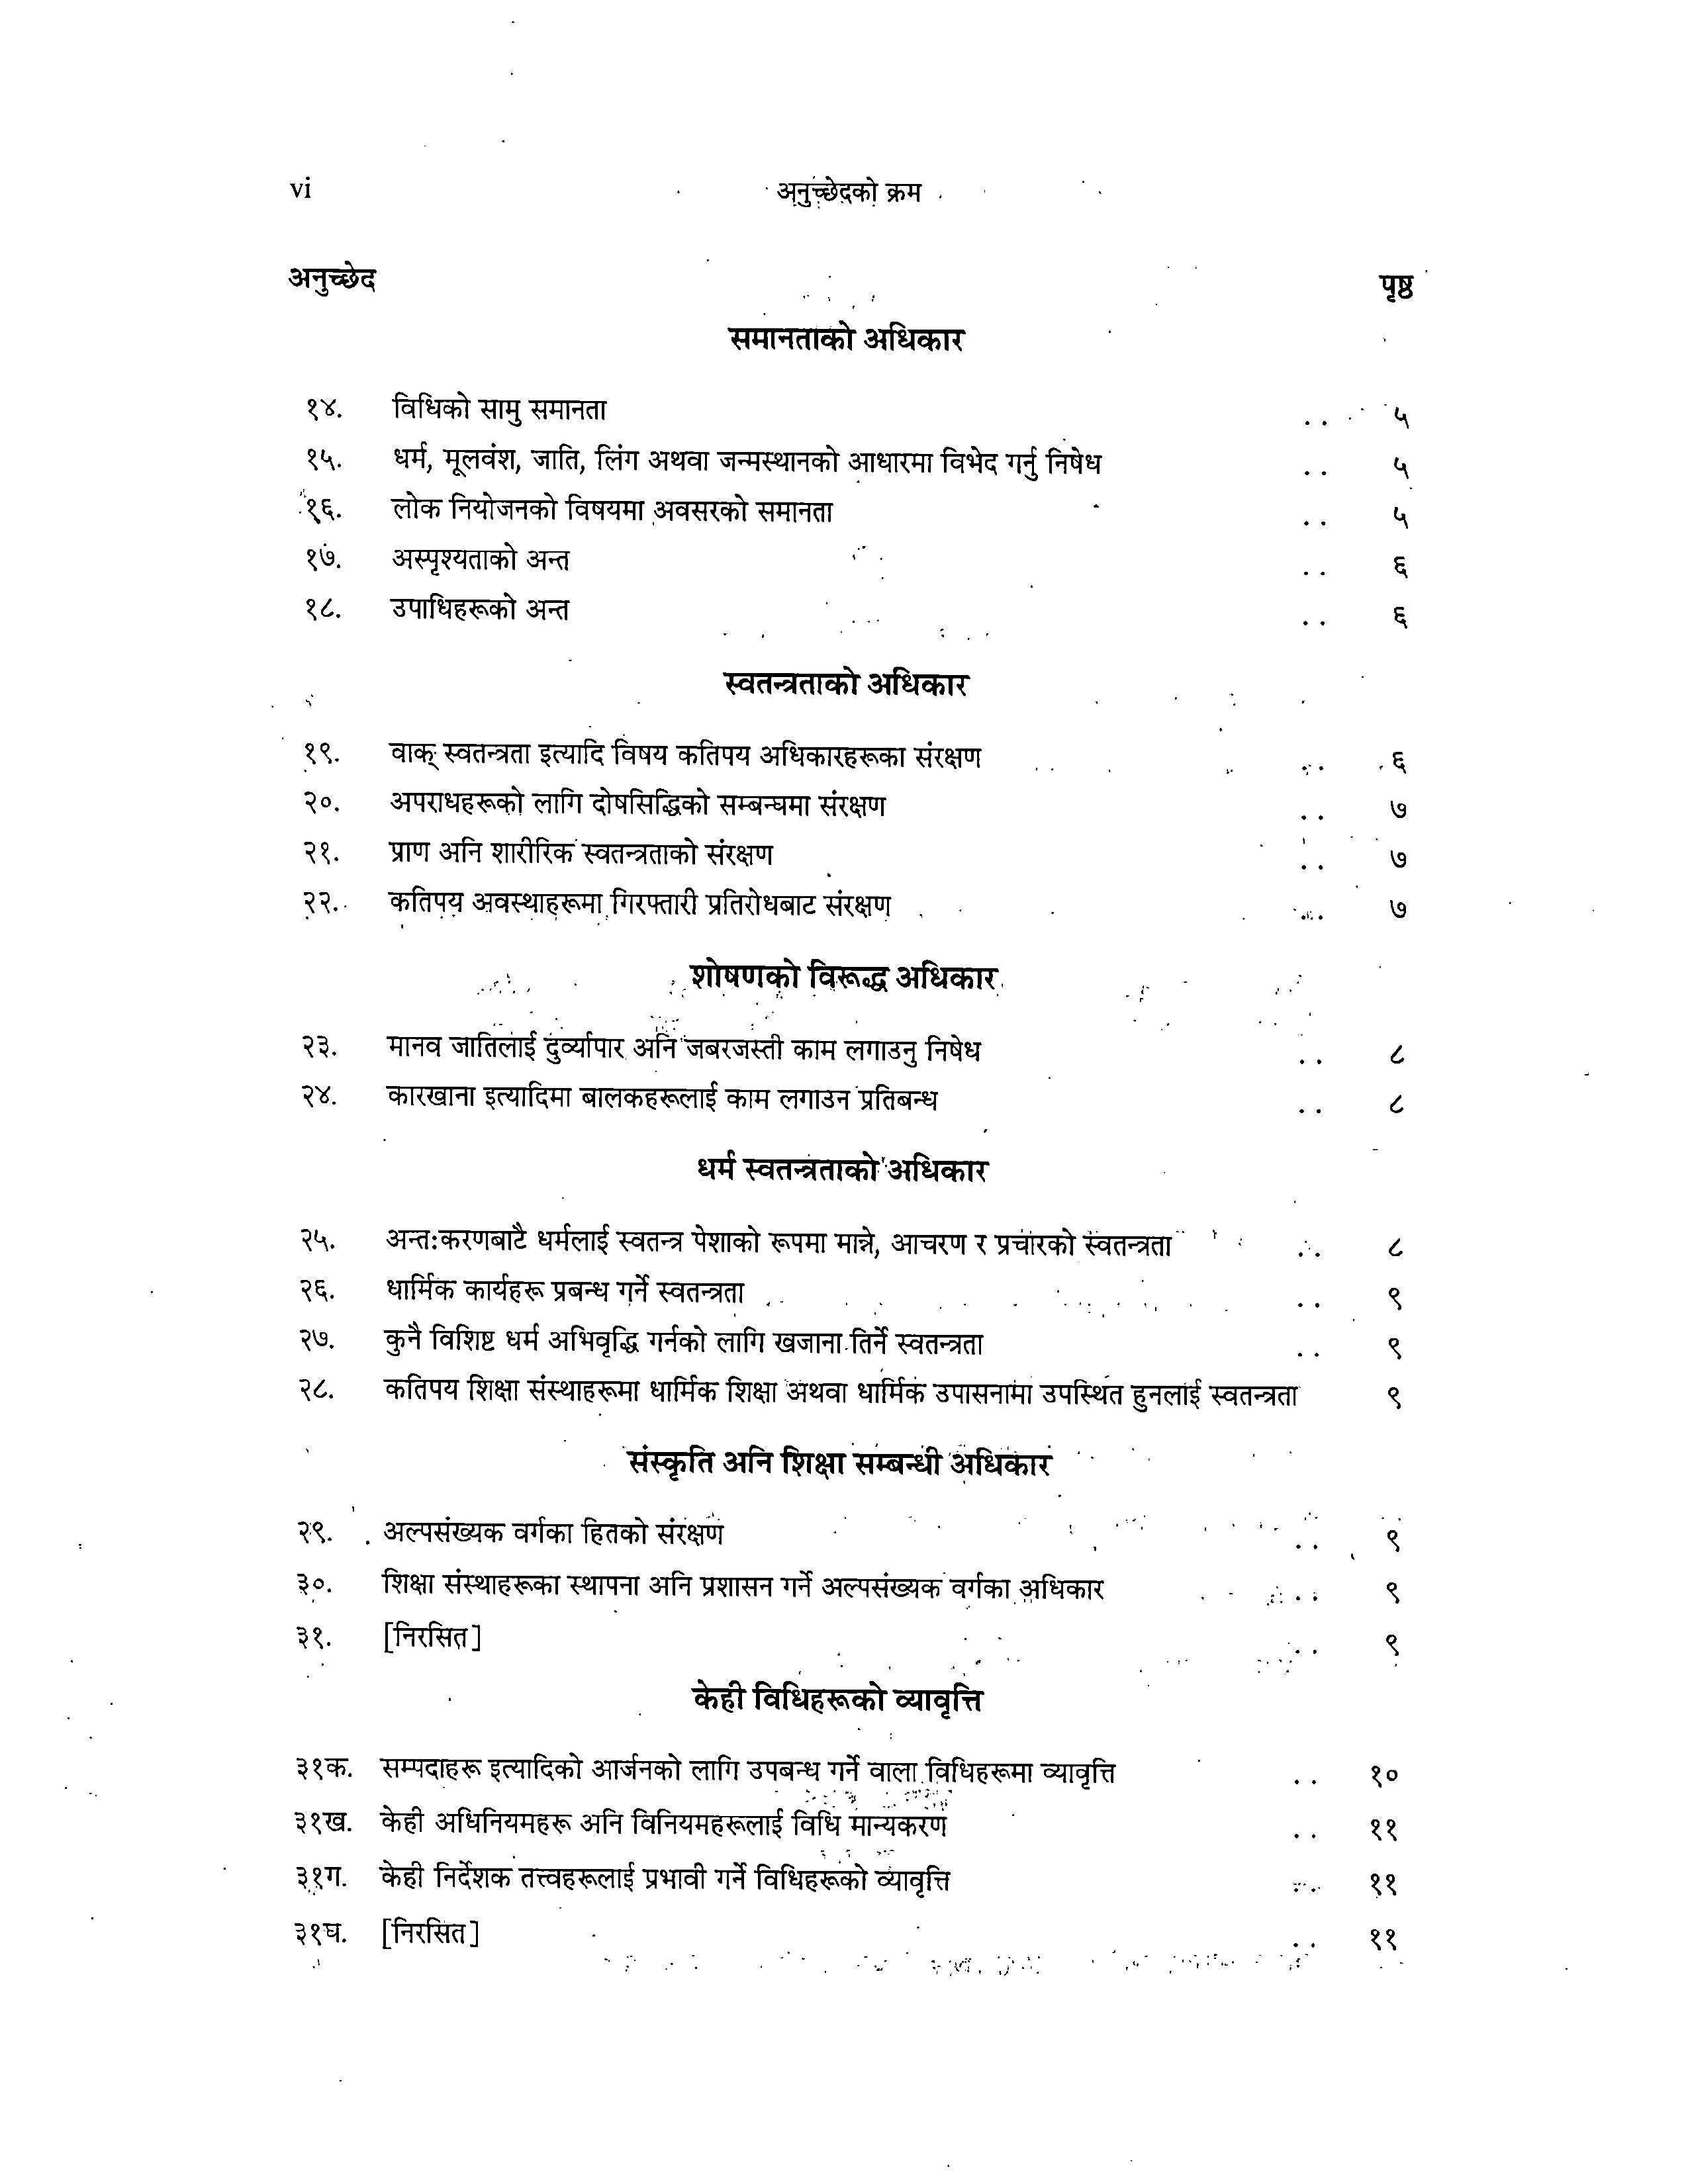 vi अनुच्छेदको क्रम
अनुच्छेद पृष्ठ
समानताको अधिकार
१४. विधिको सामु समानता .. ५
१५. धर्म, मूलवंश, जाति, लिंग अथवा जन्मस्थानको आधारमा विभेद गर्नु निषेध .. ५
१६. लोक नियोजनको विषयमा अवसरको समानता .. ५
१७. अस्पृश्यताको अन्त .. ६
१८. उपाधिहरूको अन्त .. ६
स्वतन्त्रताको अधिकार
१९. वाक् स्वतन्त्रता इत्यादि विषय कतिपय अधिकारहरूका संरक्षण .. ६
२०. अपराधहरूको लागि दोषसिद्धिको सम्बन्घमा संरक्षण .. ७
२१. प्राण अनि शारीरिक स्वतन्त्रताको संरक्षण .. ७
२२. कतिपय अवस्थाहरूमा गिरफ्तारी प्रतिरोधबाट संरक्षण .. ७
शोषणको विरूद्ध अधिकार
२३. मानव जातिलाई दुर्व्यापार अनि जबरजस्ती काम लगाउनु निषेध .. ८
२४. कारखाना इत्यादिमा बालकहरूलाई काम लगाउन प्रतिबन्ध .. ८
धर्म स्वतन्त्रताको अधिकार
२५. अन्त:करणबाटै धर्मलाई स्वतन्त्र पेशाको रूपमा मान्ने, आचरण र प्रचारको स्वतन्त्रता .. ८
२६. धार्मिक कार्यहरू प्रबन्ध गर्ने स्वतन्त्रता .. ९
२७. कुनै विशिष्ट धर्म अभिवृद्धि गर्नको लागि खजाना तिर्ने स्वतन्त्रता .. ९
२८. कतिपय शिक्षा संस्थाहरूमा धार्मिक शिक्षा अथवा धार्मिक उपासनामा उपस्थित हुनलाई स्वतन्त्रता ९
संस्कृति अनि शिक्षा सम्बन्धी अधिकार
२९. अल्पसंख्यक वर्गका हितको संरक्षण .. ९
३०. शिक्षा संस्थाहरूका स्थापना अनि प्रशासन गर्ने अल्पसंख्यक वर्गका अधिकार .. ९
३१. [निरसित] .. ९
केही विधिहरूको व्यावृत्ति
३१क. सम्पदाहरू इत्यादिको आर्जनको लागि उपबन्ध गर्ने वाला विधिहरूमा व्यावृत्ति .. १०
३१ख. केही अधिनियमहरू अनि विनियमहरूलाई विधि मान्यकरण .. ११
३१ग. केही निर्देशक तत्त्वहरूलाई प्रभावी गर्ने विधिहरूको व्यावृत्ति .. ११
३१घ. [निरसित] .. ११